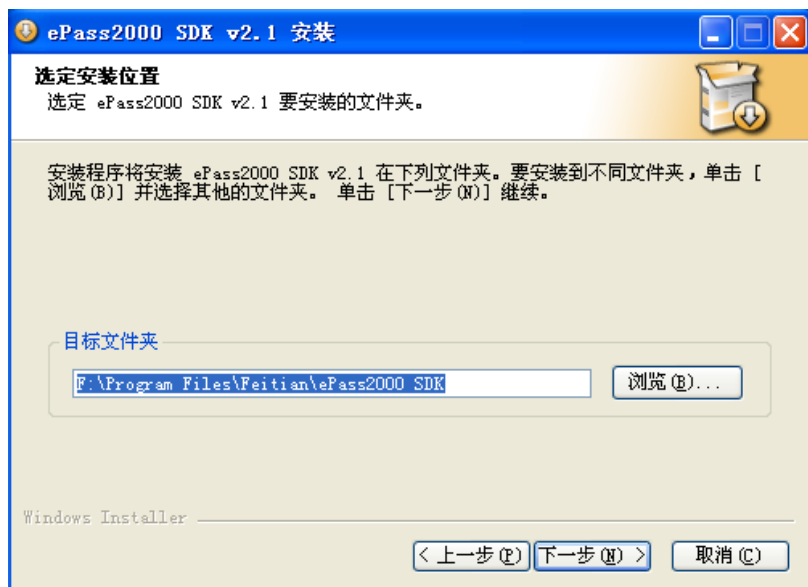 ePass2000 SDK v2.1 安装
选定安装位置
选定 ePass2000 SDK v2.1 要安装的文件夹。
安装程序将安装 ePass2000 SDK v2.1 在下列文件夹。要安装到不同文件夹，单击 [
浏览(B)] 并选择其他的文件夹。 单击 [下一步(N)] 继续。
目标文件夹
F:\Program Files\Feitian\ePass2000 SDK
浏览(B)...
Windows Installer
< 上一步(P) 下一步(N) > 取消(C)